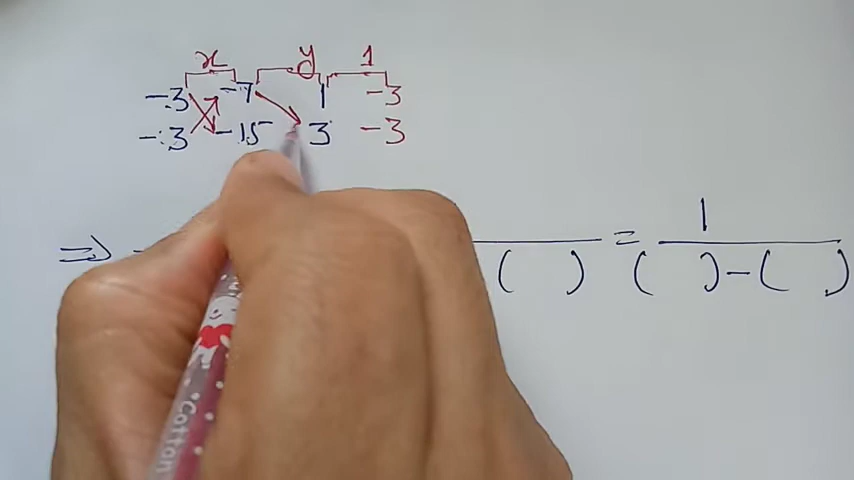 x y 1
-3 -7 1 -3
-3 -15 3 -3
⇒ ( ) = 1
( ) - ( )
Cotton